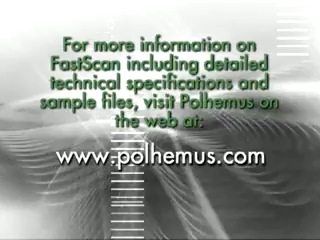 For more information on
FastScan including detailed
technical specifications and
sample files, visit Polhemus on
the web at:
www.polhemus.com